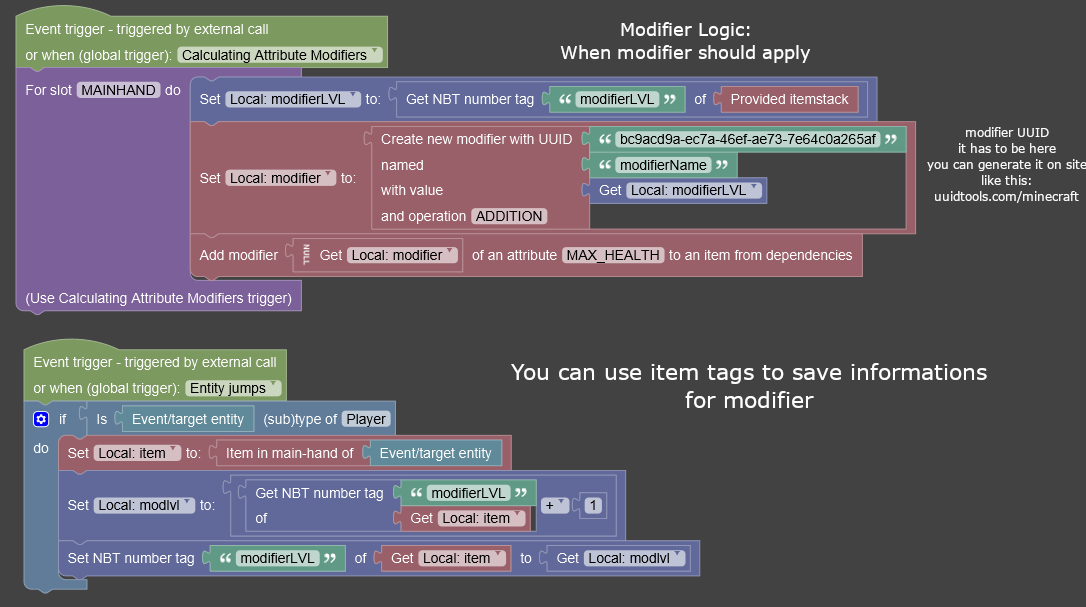 Event trigger - triggered by external call
or when (global trigger): Calculating Attribute Modifiers
Modifier Logic:
When modifier should apply
For slot MAINHAND do
Set Local: modifierLVL to: Get NBT number tag “ modifierLVL ” of Provided itemstack
Set Local: modifier to:
Create new modifier with UUID “ bc9acd9a-ec7a-46ef-ae73-7e64c0a265af ”
named “ modifierName ”
with value Get Local: modifierLVL
and operation ADDITION
modifier UUID
it has to be here
you can generate it on site
like this:
uuidtools.com/minecraft
Add modifier NULL Get Local: modifier of an attribute MAX_HEALTH to an item from dependencies
(Use Calculating Attribute Modifiers trigger)
Event trigger - triggered by external call
or when (global trigger): Entity jumps
You can use item tags to save informations
for modifier
if Is Event/target entity (sub)type of Player
do
Set Local: item to: Item in main-hand of Event/target entity
Set Local: modlvl to:
Get NBT number tag “ modifierLVL ”
of Get Local: item
+ 1
Set NBT number tag “ modifierLVL ” of Get Local: item to Get Local: modlvl